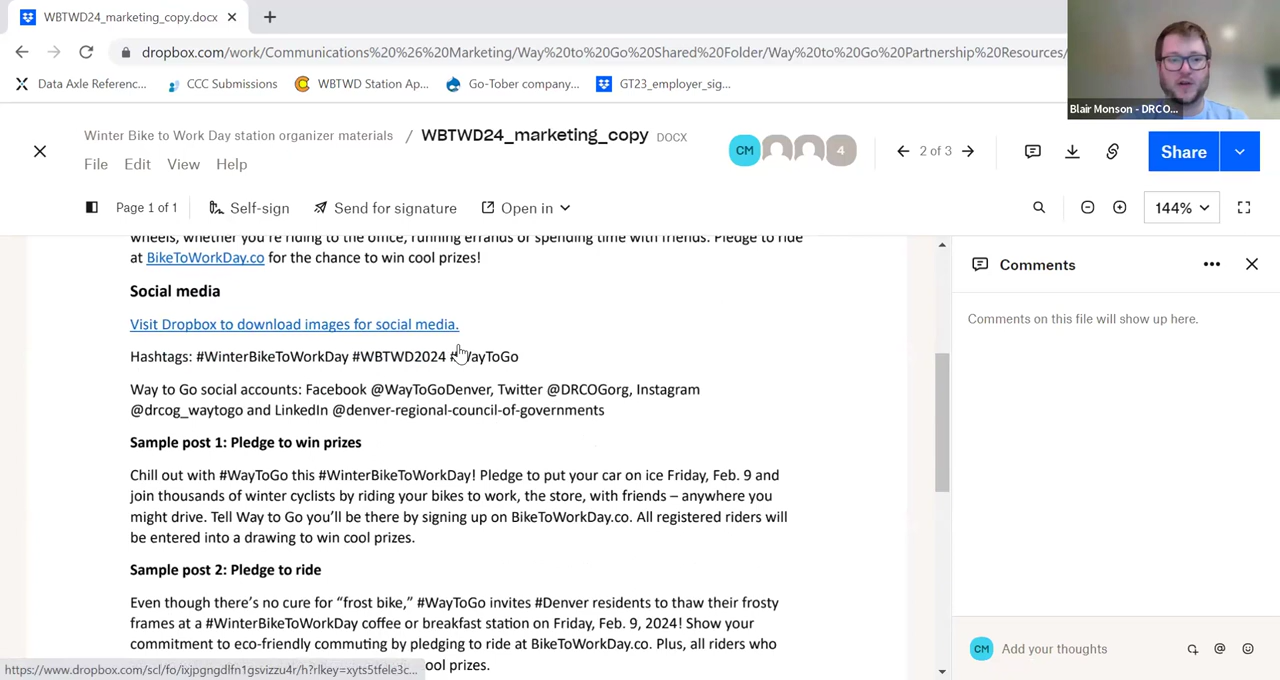 WBTWD24_marketing_copy.docx
dropbox.com/work/Communications%20%26%20Marketing/Way%20to%20Go%20Shared%20Folder/Way%20to%20Go%20Partnership%20Resources/
Data Axle Referenc... CCC Submissions WBTWD Station Ap... Go-Tober company... GT23_employer_sig...
Blair Monson - DRCO...
Winter Bike to Work Day station organizer materials / WBTWD24_marketing_copy DOCX
CM 4 2 of 3 Share
File Edit View Help
Page 1 of 1 Self-sign Send for signature Open in 144%
wheels, whether you're riding to the office, running errands or spending time with friends. Pledge to ride
at BikeToWorkDay.co for the chance to win cool prizes!
Social media
Visit Dropbox to download images for social media.
Hashtags: #WinterBikeToWorkDay #WBTWD2024 #WayToGo
Way to Go social accounts: Facebook @WayToGoDenver, Twitter @DRCOGorg, Instagram
@drcog_waytogo and LinkedIn @denver-regional-council-of-governments
Sample post 1: Pledge to win prizes
Chill out with #WayToGo this #WinterBikeToWorkDay! Pledge to put your car on ice Friday, Feb. 9 and
join thousands of winter cyclists by riding your bikes to work, the store, with friends – anywhere you
might drive. Tell Way to Go you'll be there by signing up on BikeToWorkDay.co. All registered riders will
be entered into a drawing to win cool prizes.
Sample post 2: Pledge to ride
Even though there's no cure for “frost bike,” #WayToGo invites #Denver residents to thaw their frosty
frames at a #WinterBikeToWorkDay coffee or breakfast station on Friday, Feb. 9, 2024! Show your
commitment to eco-friendly commuting by pledging to ride at BikeToWorkDay.co. Plus, all riders who
ool prizes.
https://www.dropbox.com/scl/fo/ixjpgngdlfn1gsvizzu4r/h?rlkey=xyts5tfele3c...
Comments
Comments on this file will show up here.
CM Add your thoughts